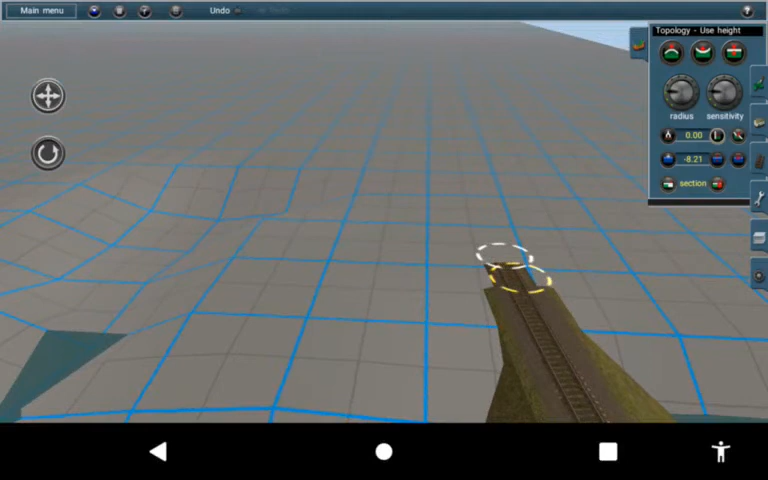 Main menu
Undo
Topology - Use height
radius
sensitivity
0.00
-8.21
section